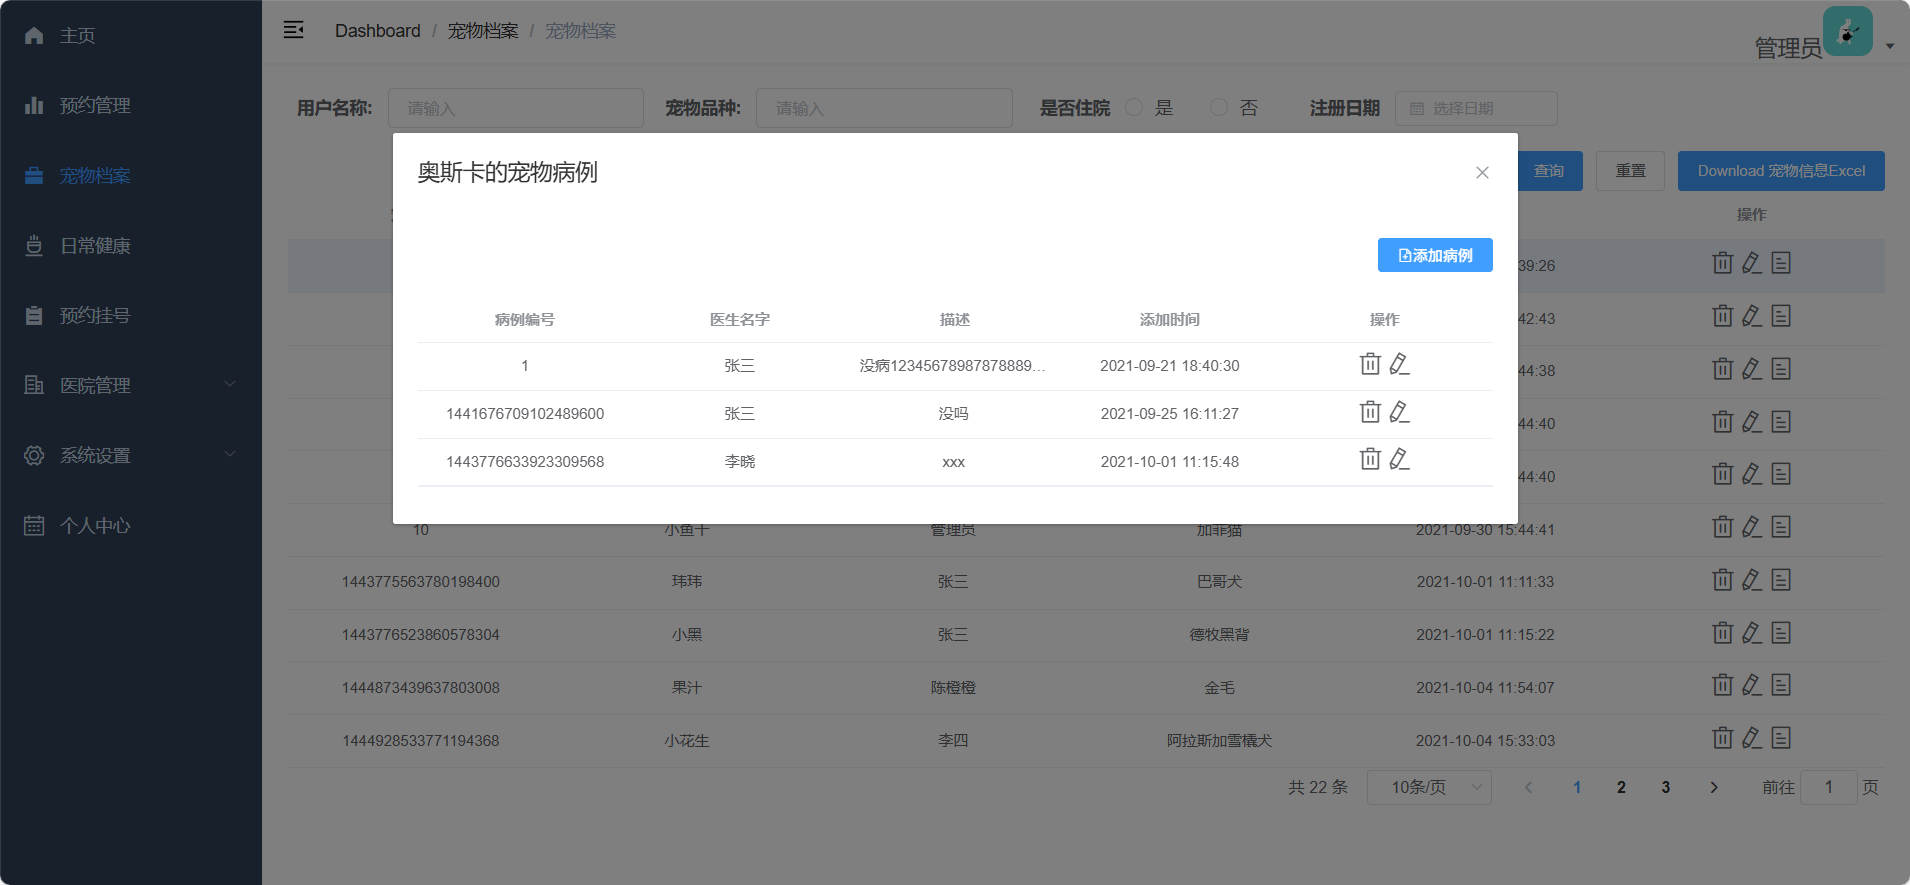 主页
预约管理
宠物档案
日常健康
预约挂号
医院管理
系统设置
个人中心
Dashboard / 宠物档案 / 宠物档案
管理员
用户名称: 请输入 宠物品种: 请输入 是否住院 是 否 注册日期 选择日期
查询 重置 Download 宠物信息Excel
操作
奥斯卡的宠物病例
添加病例
病例编号 医生名字 描述 添加时间 操作
1 张三 没病12345678987878889... 2021-09-21 18:40:30
1441676709102489600 张三 没吗 2021-09-25 16:11:27
1443776633923309568 李晓 xxx 2021-10-01 11:15:48
39:26
42:43
44:38
44:40
44:40
10 小鱼干 管理员 加菲猫 2021-09-30 15:44:41
1443775563780198400 玮玮 张三 巴哥犬 2021-10-01 11:11:33
1443776523860578304 小黑 张三 德牧黑背 2021-10-01 11:15:22
1444873439637803008 果汁 陈橙橙 金毛 2021-10-04 11:54:07
1444928533771194368 小花生 李四 阿拉斯加雪橇犬 2021-10-04 15:33:03
共 22 条 10条/页 1 2 3 前往 1 页